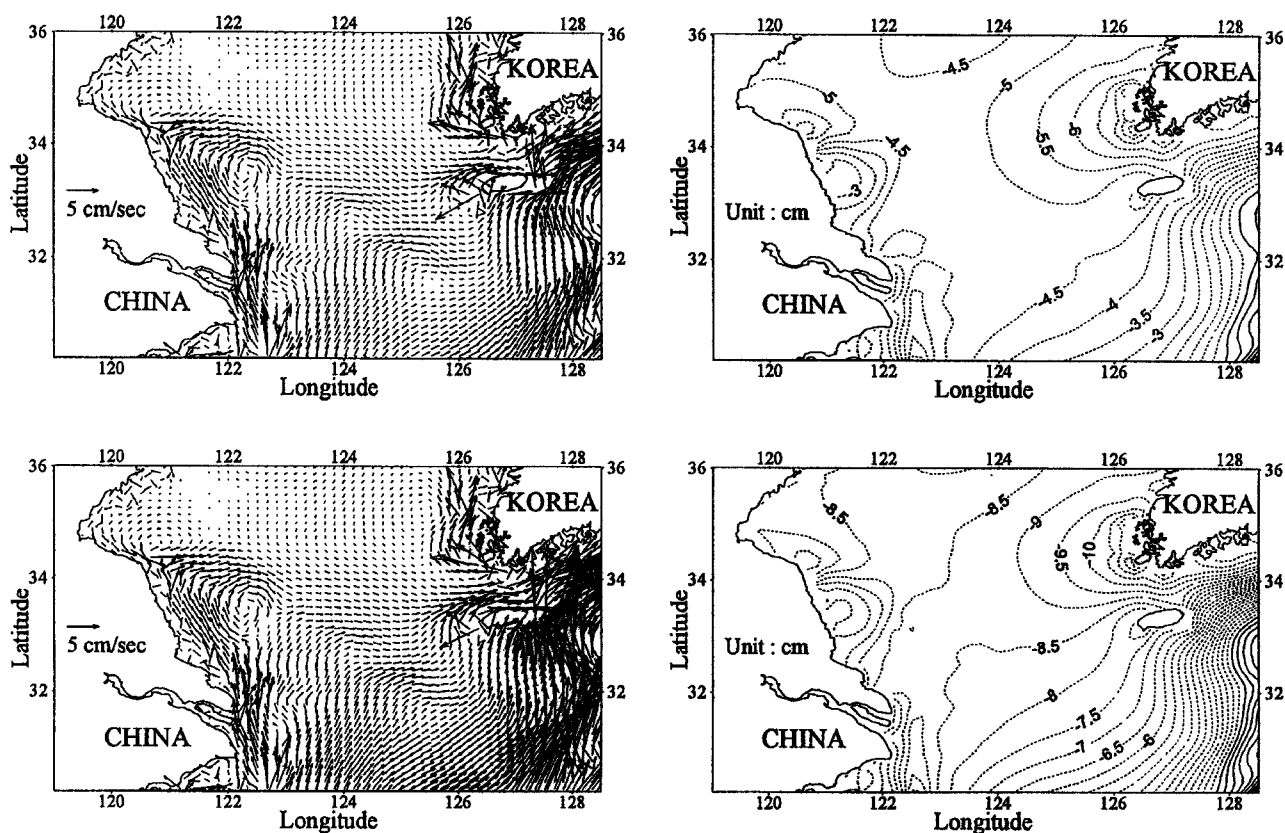 120 122 124 126 128
36 36
KOREA
34 34
Latitude
5 cm/sec
32 32
CHINA
120 122 124 126 128
Longitude
120 122 124 126 128
36 36
-4.5
KOREA
-5
-5
-6
-5.5
34 34
-4.5
Latitude
-3
Unit : cm
32 32
-4.5
-4
CHINA
-3.5
-3
120 122 124 126 128
Longitude
120 122 124 126 128
36 36
KOREA
34 34
Latitude
5 cm/sec
32 32
CHINA
120 122 124 126 128
Longitude
120 122 124 126 128
36 36
-8.5
-8.5
-9
KOREA
-9.5
-10
34 34
Latitude
Unit : cm
-8.5
32 32
-8
-7.5
CHINA
-7
-6.5
-6
120 122 124 126 128
Longitude